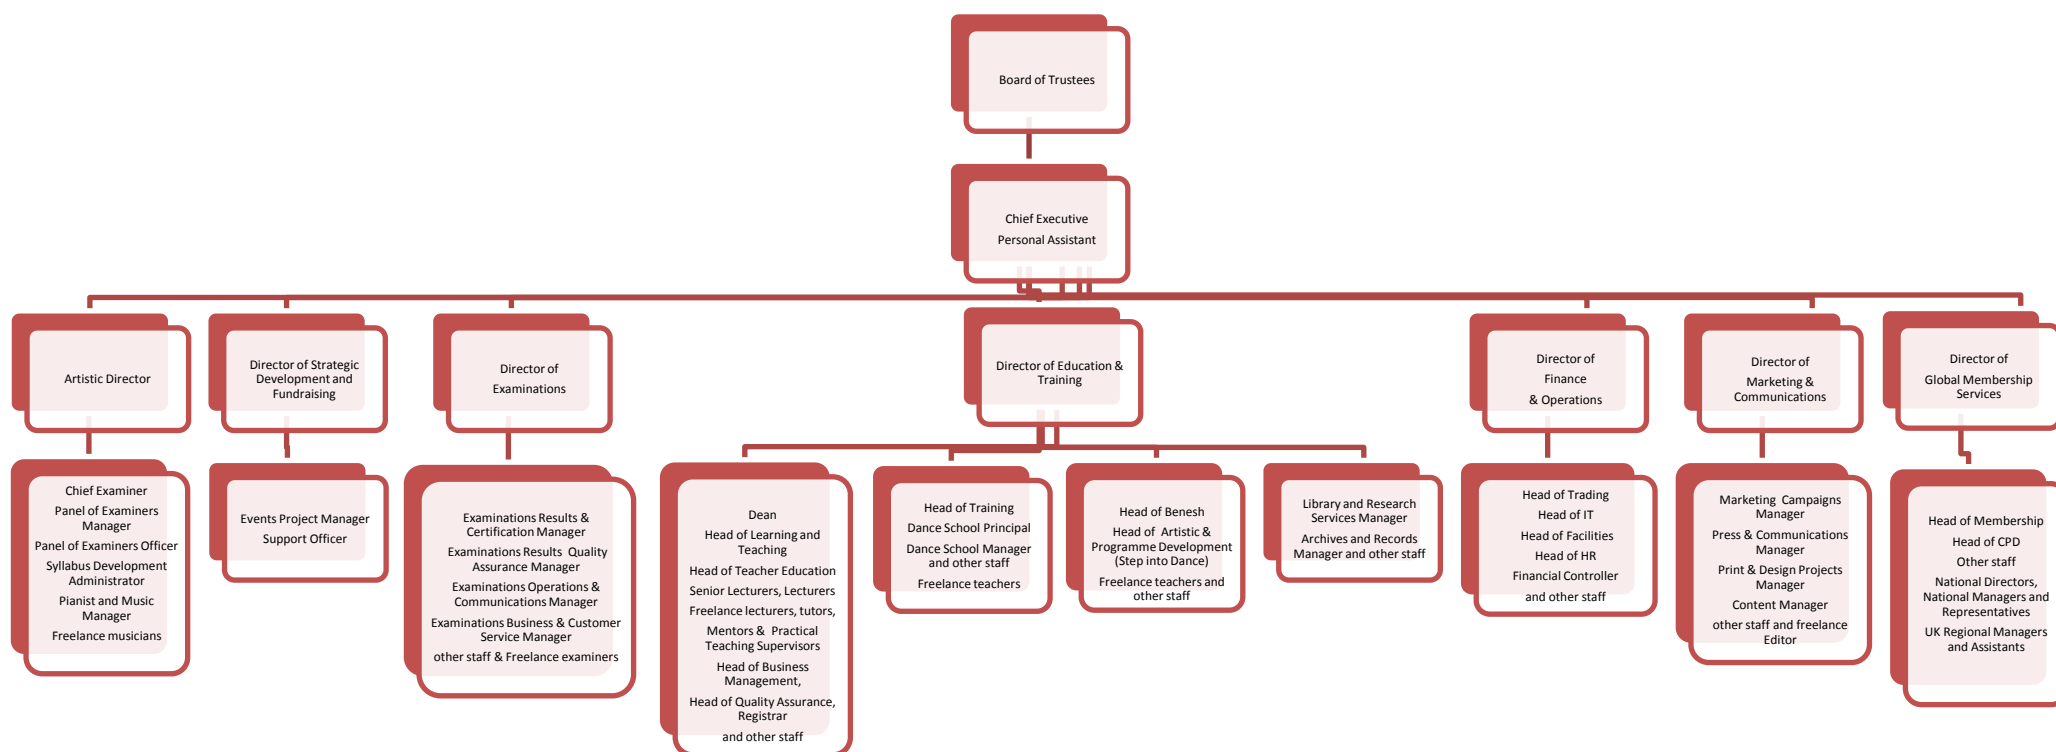 Board of Trustees
Chief Executive
Personal Assistant
Artistic Director
Director of Strategic
Development and
Fundraising
Director of
Examinations
Director of Education &
Training
Director of
Finance
& Operations
Director of
Marketing &
Communications
Director of
Global Membership
Services
Chief Examiner
Panel of Examiners
Manager
Panel of Examiners Officer
Syllabus Development
Administrator
Pianist and Music
Manager
Freelance musicians
Events Project Manager
Support Officer
Examinations Results &
Certification Manager
Examinations Results Quality
Assurance Manager
Examinations Operations &
Communications Manager
Examinations Business & Customer
Service Manager
other staff & Freelance examiners
Dean
Head of Learning and
Teaching
Head of Teacher Education
Senior Lecturers, Lecturers
Freelance lecturers, tutors,
Mentors & Practical
Teaching Supervisors
Head of Business
Management,
Head of Quality Assurance,
Registrar
and other staff
Head of Training
Dance School Principal
Dance School Manager
and other staff
Freelance teachers
Head of Benesh
Head of Artistic &
Programme Development
(Step into Dance)
Freelance teachers and
other staff
Library and Research
Services Manager
Archives and Records
Manager and other staff
Head of Trading
Head of IT
Head of Facilities
Head of HR
Financial Controller
and other staff
Marketing Campaigns
Manager
Press & Communications
Manager
Print & Design Projects
Manager
Content Manager
other staff and freelance
Editor
Head of Membership
Head of CPD
Other staff
National Directors,
National Managers and
Representatives
UK Regional Managers
and Assistants